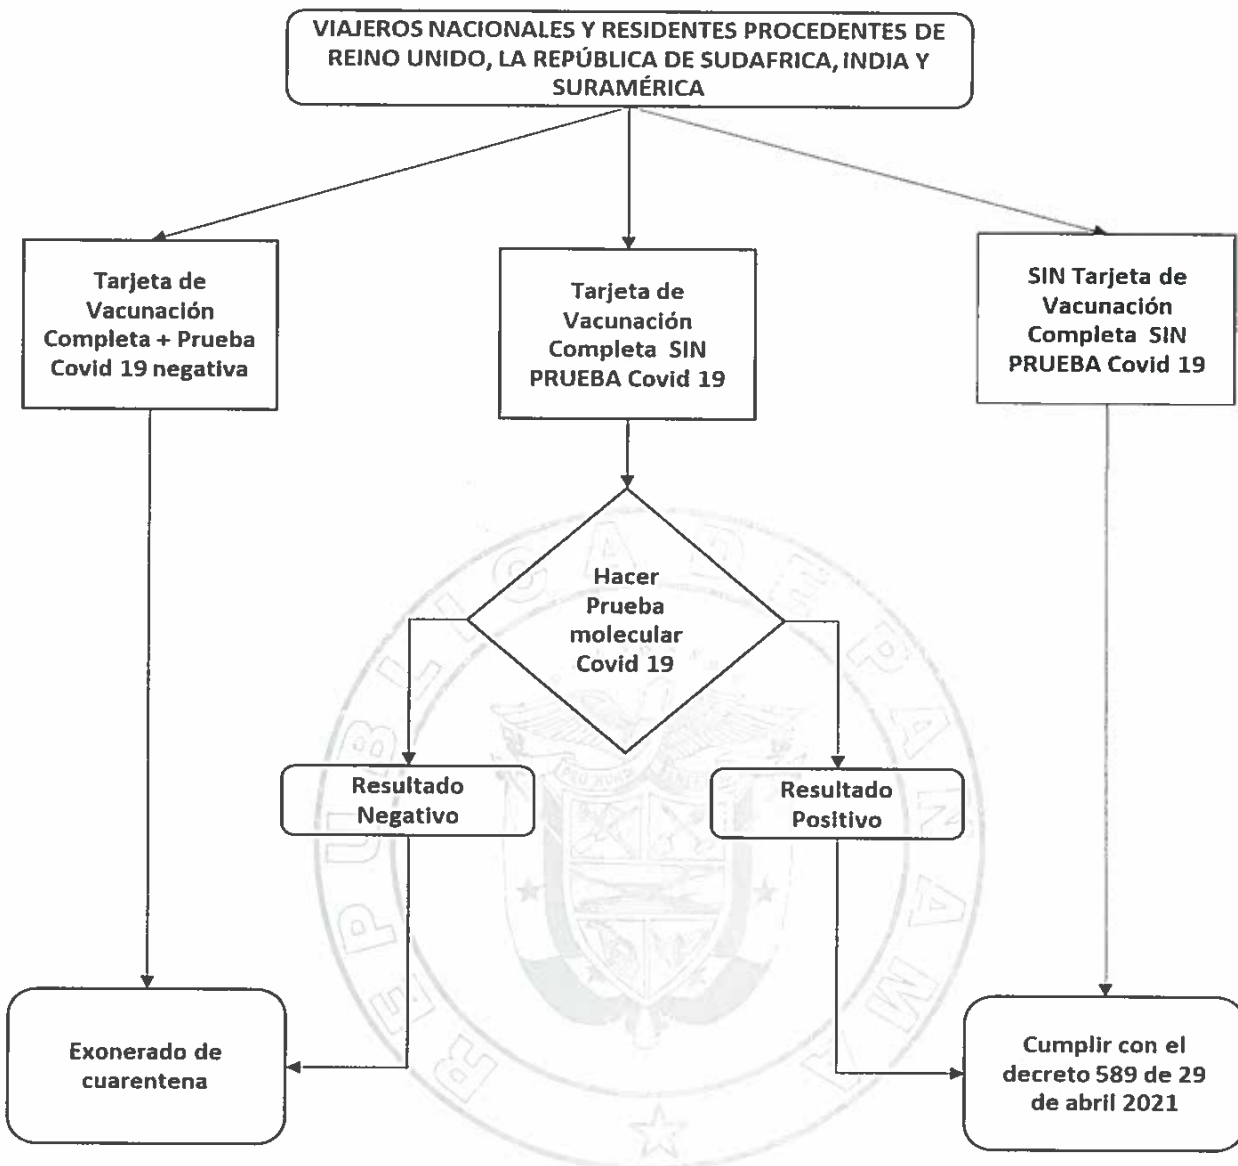 VIAJEROS NACIONALES Y RESIDENTES PROCEDENTES DE
REINO UNIDO, LA REPÚBLICA DE SUDAFRICA, INDIA Y
SURAMÉRICA
Tarjeta de
Vacunación
Completa + Prueba
Covid 19 negativa
Tarjeta de
Vacunación
Completa SIN
PRUEBA Covid 19
SIN Tarjeta de
Vacunación
Completa SIN
PRUEBA Covid 19
Hacer
Prueba
molecular
Covid 19
Resultado
Negativo
Resultado
Positivo
Exonerado de
cuarentena
Cumplir con el
decreto 589 de 29
de abril 2021
REPUBLICA DE PANAMA